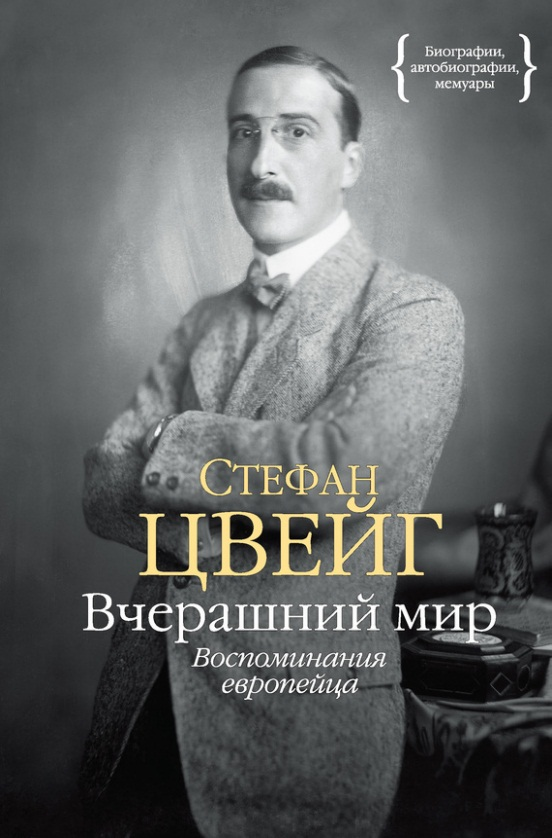 Биографии,
автобиографии,
мемуары
СТЕФАН
ЦВЕЙГ
Вчерашний мир
Воспоминания
европейца